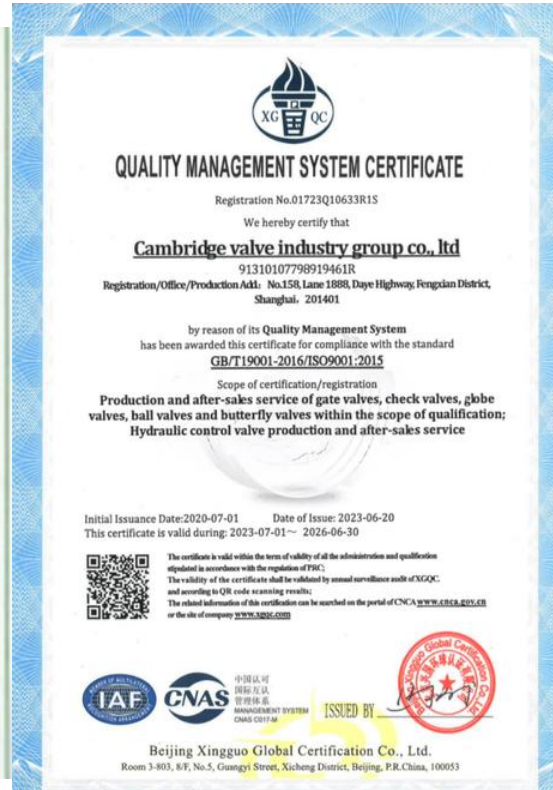 XG QC
QUALITY MANAGEMENT SYSTEM CERTIFICATE
Registration No.01723Q10633R1S
We hereby certify that
Cambridge valve industry group co., ltd
91310107798919461R
Registration/Office/Production Add: No.158, Lane 1888, Daye Highway, Fengxian District,
Shanghai, 201401
by reason of its Quality Management System
has been awarded this certificate for compliance with the standard
GB/T19001-2016/ISO9001:2015
Scope of certification/registration
Production and after-sales service of gate valves, check valves, globe
valves, ball valves and butterfly valves within the scope of qualification;
Hydraulic control valve production and after-sales service
Initial Issuance Date:2020-07-01 Date of Issue: 2023-06-20
This certificate is valid during: 2023-07-01～ 2026-06-30
The certificate is valid within the term of validity of all the administration and qualification
stipulated in accordance with the regulation of PRC;
The validity of the certificate shall be validated by annual surveillance audit of XGQC
and according to QR code scanning results;
The related information of this certification can be searched on the portal of CNCA www.cnca.gov.cn
or the site of company www.xgqc.com
MEMBER OF MULTILATERAL
IAF
RECOGNITION ARRANGEMENT
CNAS
中国认可
国际互认
管理体系
MANAGEMENT SYSTEM
CNAS C017-M
ISSUED BY
Beijing Xingguo Global Certification Co., Ltd.
Beijing Xingguo Global Certification Co., Ltd.
Room 3-803, 8/F, No.5, Guangyi Street, Xicheng District, Beijing, P.R.China, 100053